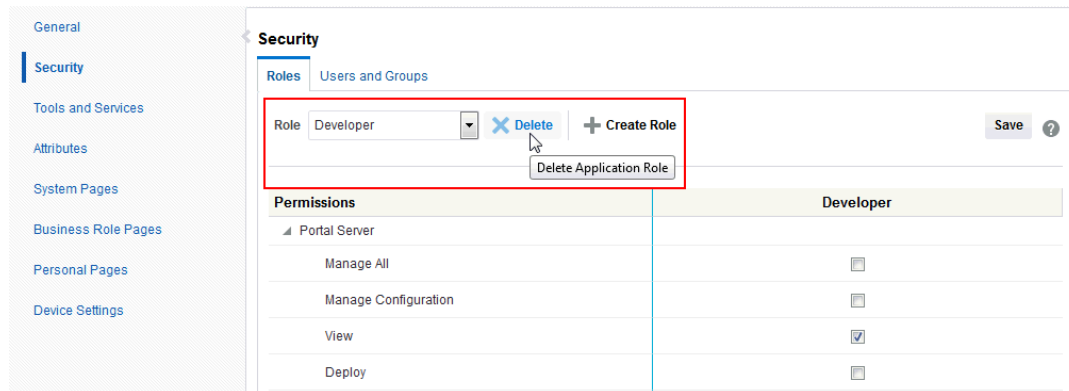 General
Security
Tools and Services
Attributes
System Pages
Business Role Pages
Personal Pages
Device Settings
Security
Roles Users and Groups
Role Developer Delete Create Role Save ?
Delete Application Role
Permissions Developer
Portal Server
Manage All
Manage Configuration
View
Deploy